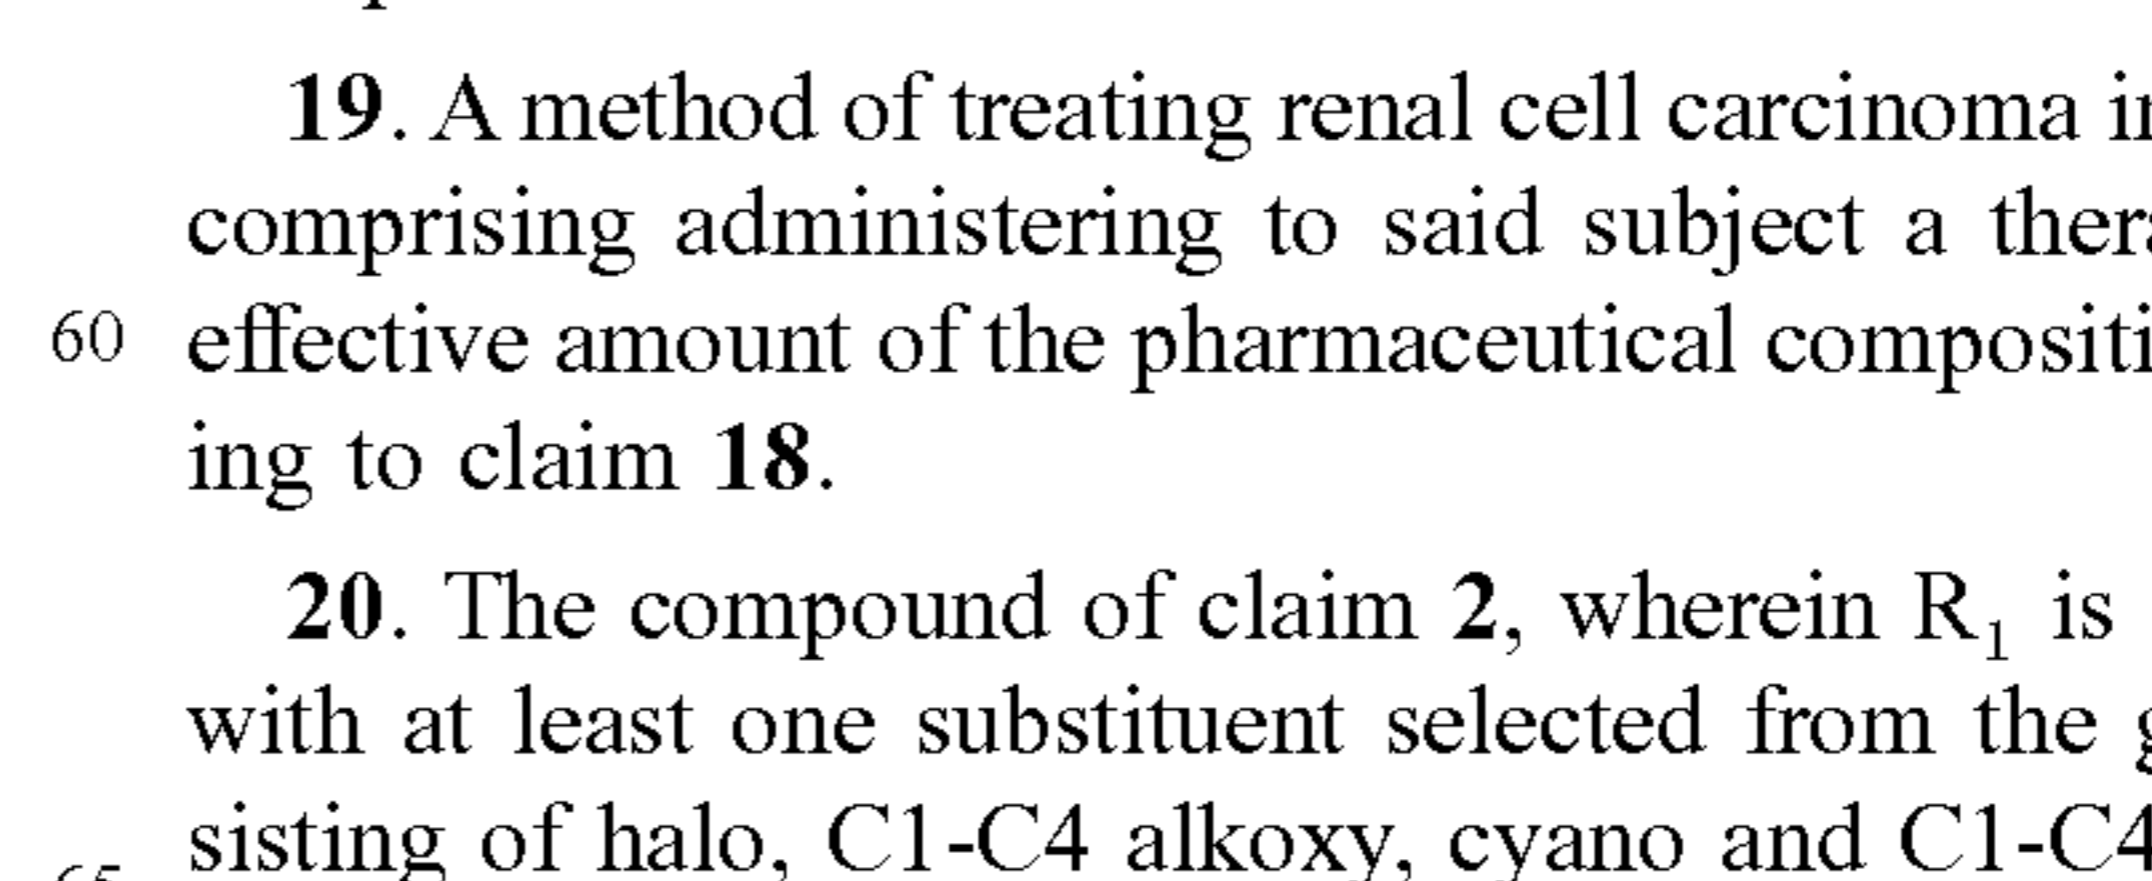 19. A method of treating renal cell carcinoma in
comprising administering to said subject a thera
60 effective amount of the pharmaceutical compositi
ing to claim 18.
20. The compound of claim 2, wherein R₁ is
with at least one substituent selected from the g
sisting of halo, C1-C4 alkoxy, cyano and C1-C4